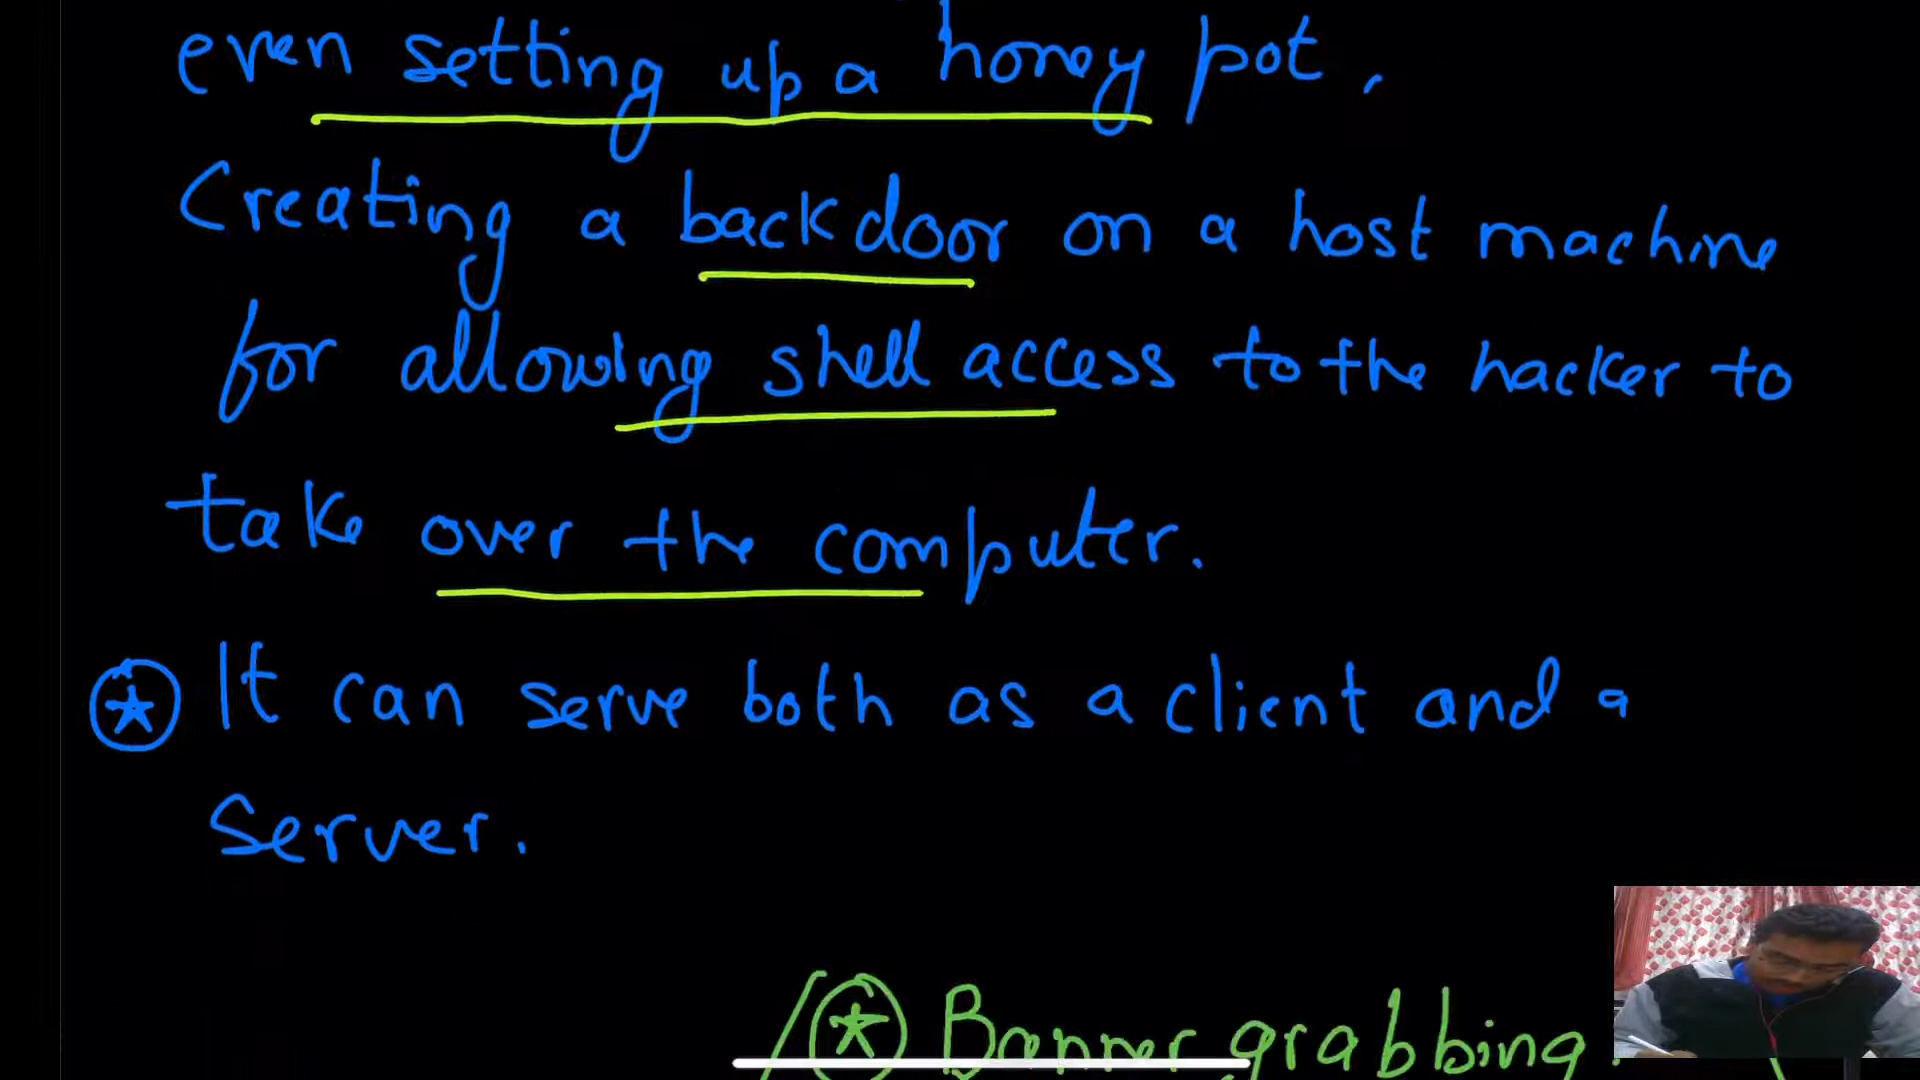 even setting up a honey pot,
Creating a backdoor on a host machine
for allowing shell access to the hacker to
take over the computer.
It can serve both as a client and a
Server.
Banner grabbing.